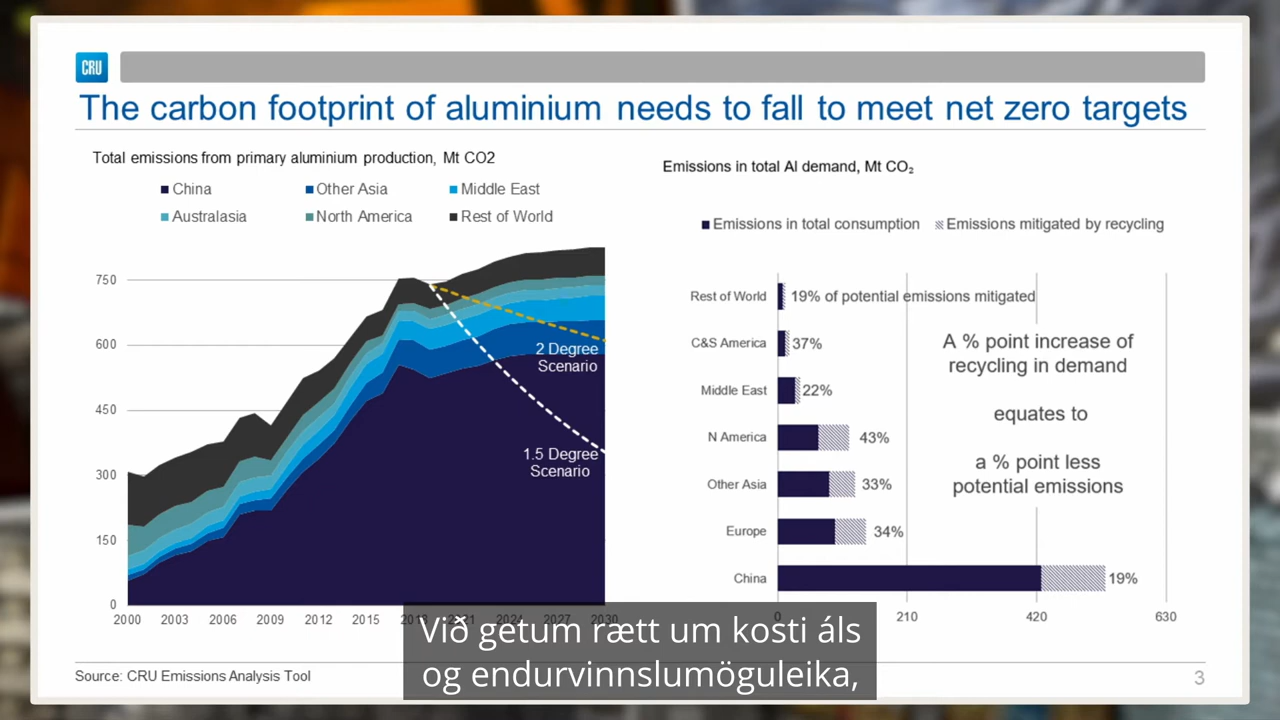 CRU
The carbon footprint of aluminium needs to fall to meet net zero targets
Total emissions from primary aluminium production, Mt CO2
China
Other Asia
Middle East
Australasia
North America
Rest of World
750
600
450
300
150
0
2 Degree
Scenario
1.5 Degree
Scenario
2000 2003 2006 2009 2012 2015 2018 2021 2024 2027 2030
Emissions in total Al demand, Mt CO₂
Emissions in total consumption
Emissions mitigated by recycling
Rest of World 19% of potential emissions mitigated
C&S America 37%
Middle East 22%
N America 43%
Other Asia 33%
Europe 34%
China 19%
A % point increase of
recycling in demand
equates to
a % point less
potential emissions
0 210 420 630
Við getum rætt um kosti áls
og endurvinnslumöguleika,
Source: CRU Emissions Analysis Tool
3